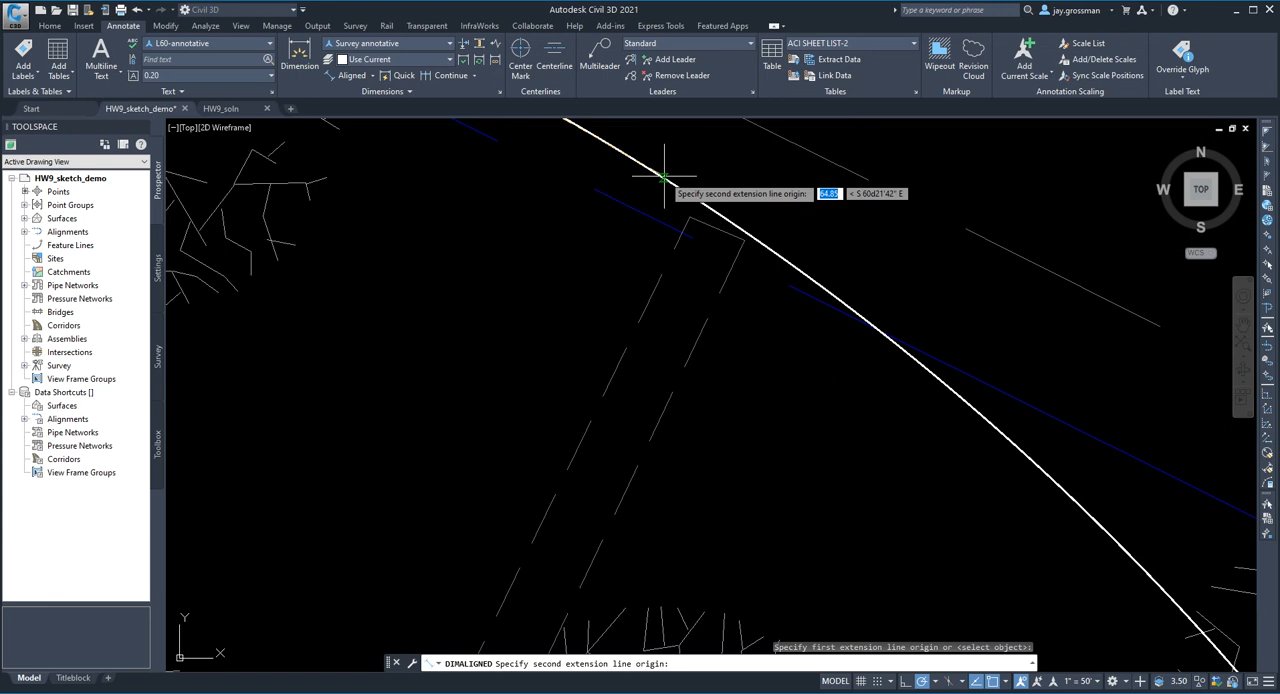 C3D
Civil 3D
Autodesk Civil 3D 2021
Type a keyword or phrase
jay.grossman
Home
Insert
Annotate
Modify
Analyze
View
Manage
Output
Survey
Rail
Transparent
InfraWorks
Collaborate
Help
Add-ins
Express Tools
Featured Apps
Add Labels
Add Tables
Labels & Tables
Multiline Text
L60-annotative
Find text
0.20
Text
Dimension
Survey annotative
Use Current
Aligned
Quick
Continue
Dimensions
Center Mark
Centerline
Centerlines
Multileader
Standard
Add Leader
Remove Leader
Leaders
Table
ACI SHEET LIST-2
Extract Data
Link Data
Tables
Wipeout
Revision Cloud
Markup
Add Current Scale
Scale List
Add/Delete Scales
Sync Scale Positions
Annotation Scaling
Override Glyph
Label Text
Start
HW9_sketch_demo*
HW9_soln
TOOLSPACE
Active Drawing View
HW9_sketch_demo
Points
Point Groups
Surfaces
Alignments
Feature Lines
Sites
Catchments
Pipe Networks
Pressure Networks
Bridges
Corridors
Assemblies
Intersections
Survey
View Frame Groups
Data Shortcuts []
Surfaces
Alignments
Pipe Networks
Pressure Networks
Corridors
View Frame Groups
Prospector
Settings
Survey
Toolbox
[−][Top][2D Wireframe]
Specify second extension line origin:
64.85
< S 60d21'42" E
N
W
TOP
E
S
WCS
Y
X
Specify first extension line origin or <select object>:
DIMALIGNED Specify second extension line origin:
Model
Titleblock
MODEL
1" = 50'
3.50